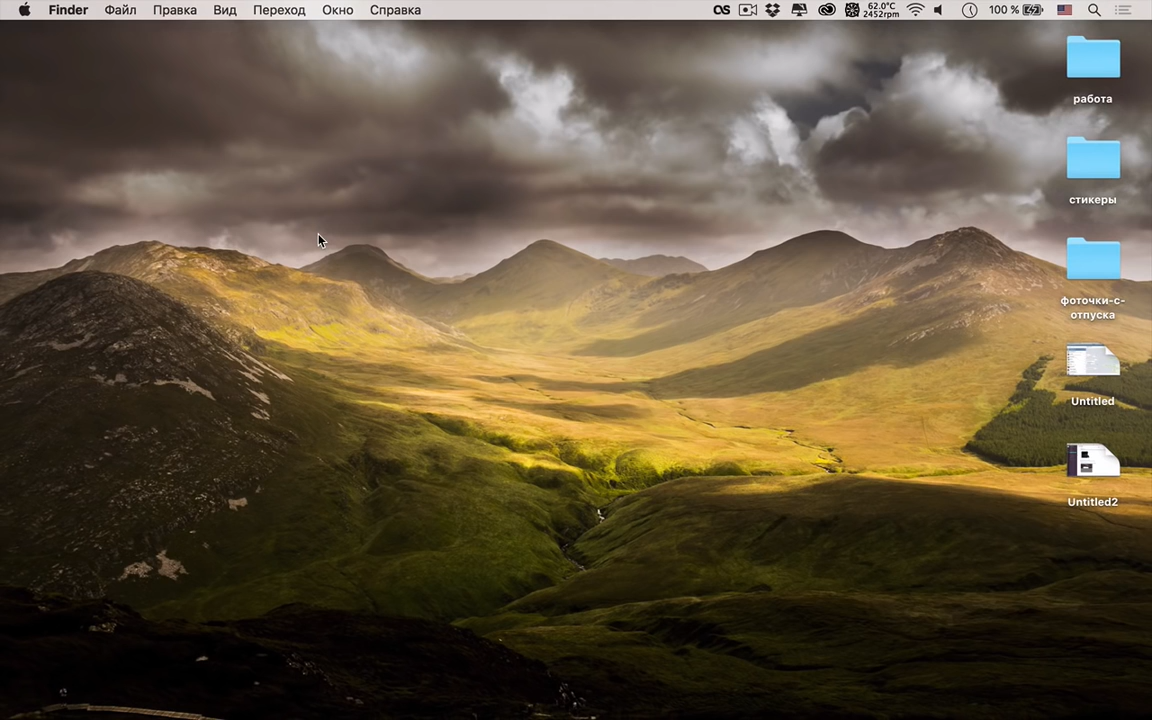 Finder Файл Правка Вид Переход Окно Справка 62.0°C 100 %
2452rpm
работа
стикеры
фоточки-с-
отпуска
Untitled
Untitled2